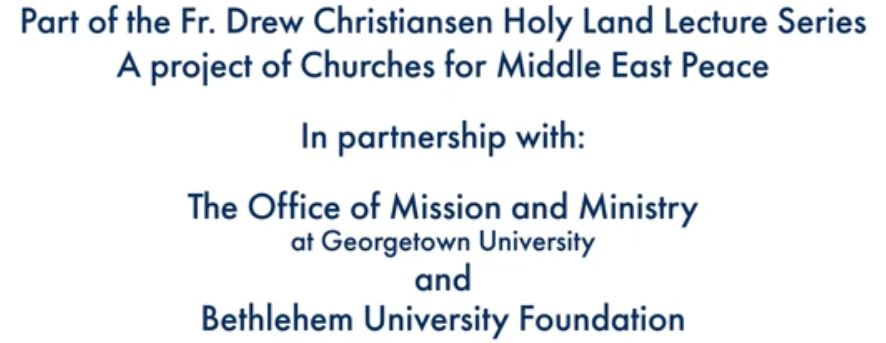 Part of the Fr. Drew Christiansen Holy Land Lecture Series
A project of Churches for Middle East Peace
In partnership with:
The Office of Mission and Ministry
at Georgetown University
and
Bethlehem University Foundation